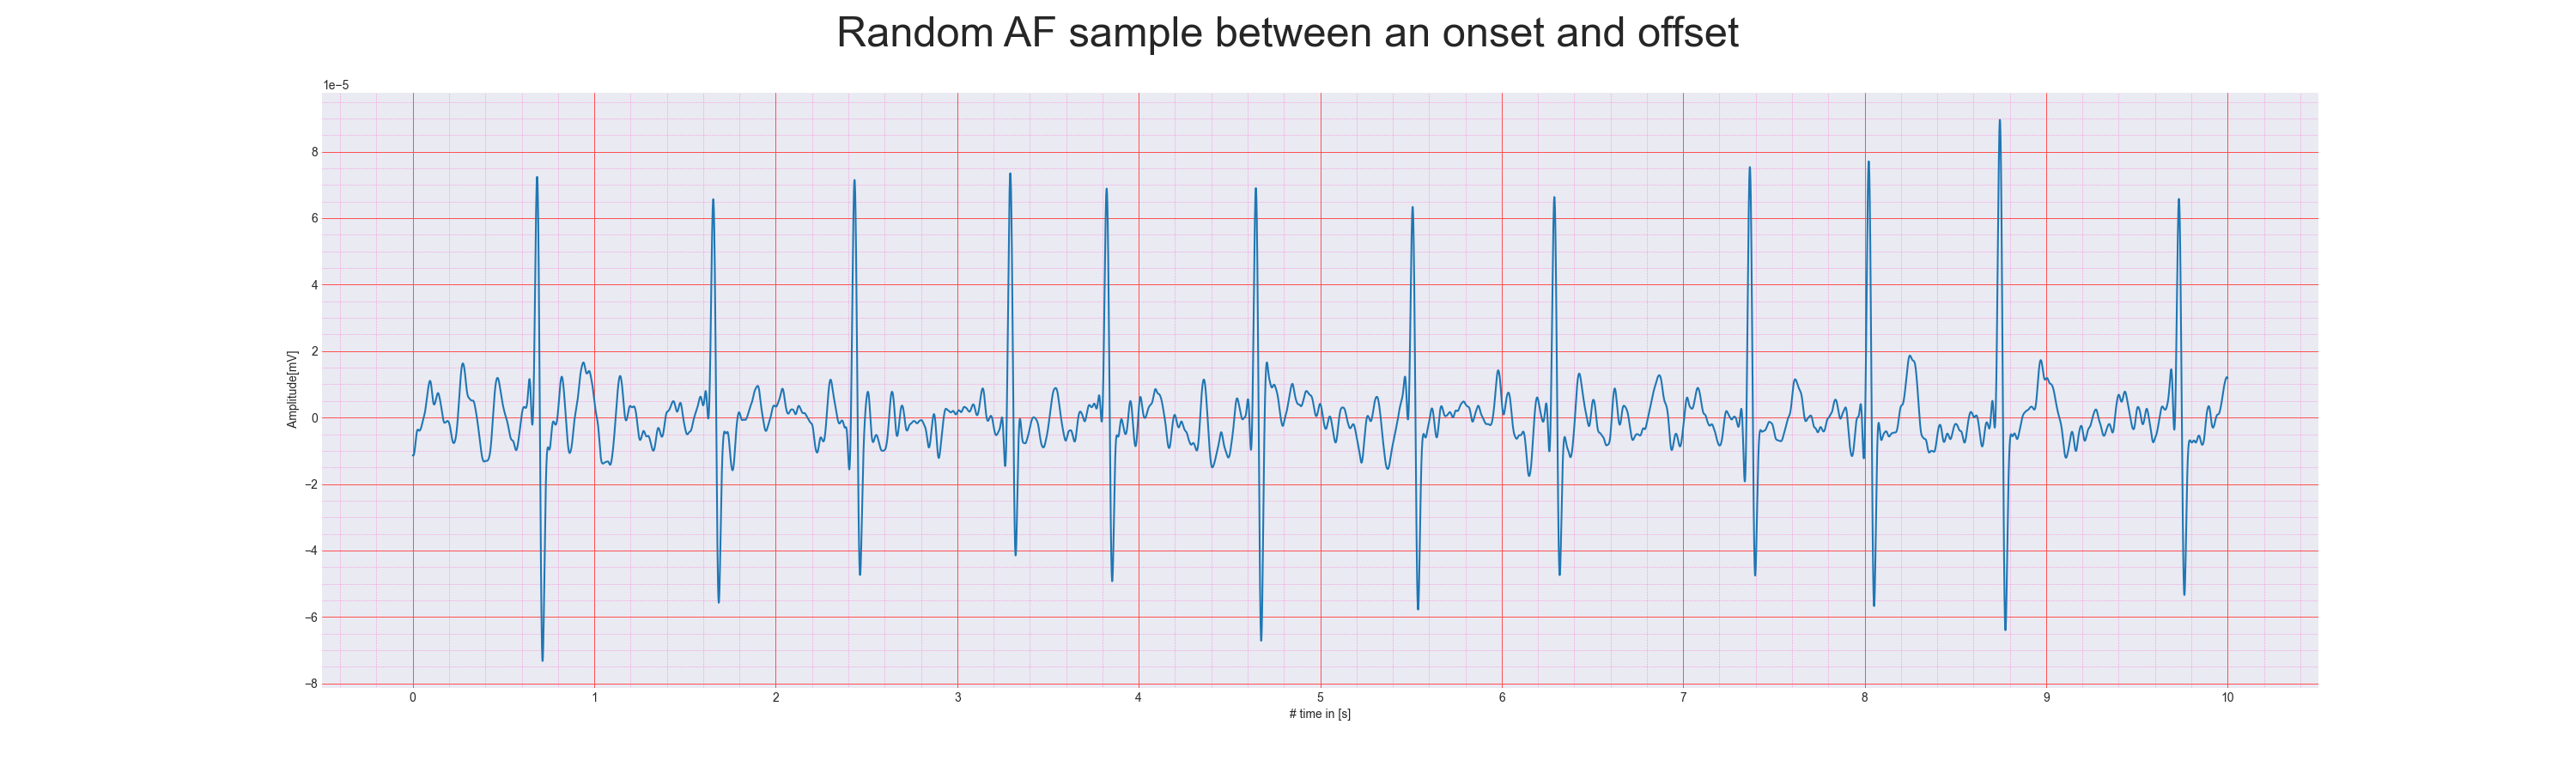 Random AF sample between an onset and offset
1e−5
8
6
4
2
0
−2
−4
−6
−8
Amplitude[mV]
0 1 2 3 4 5 6 7 8 9 10
# time in [s]